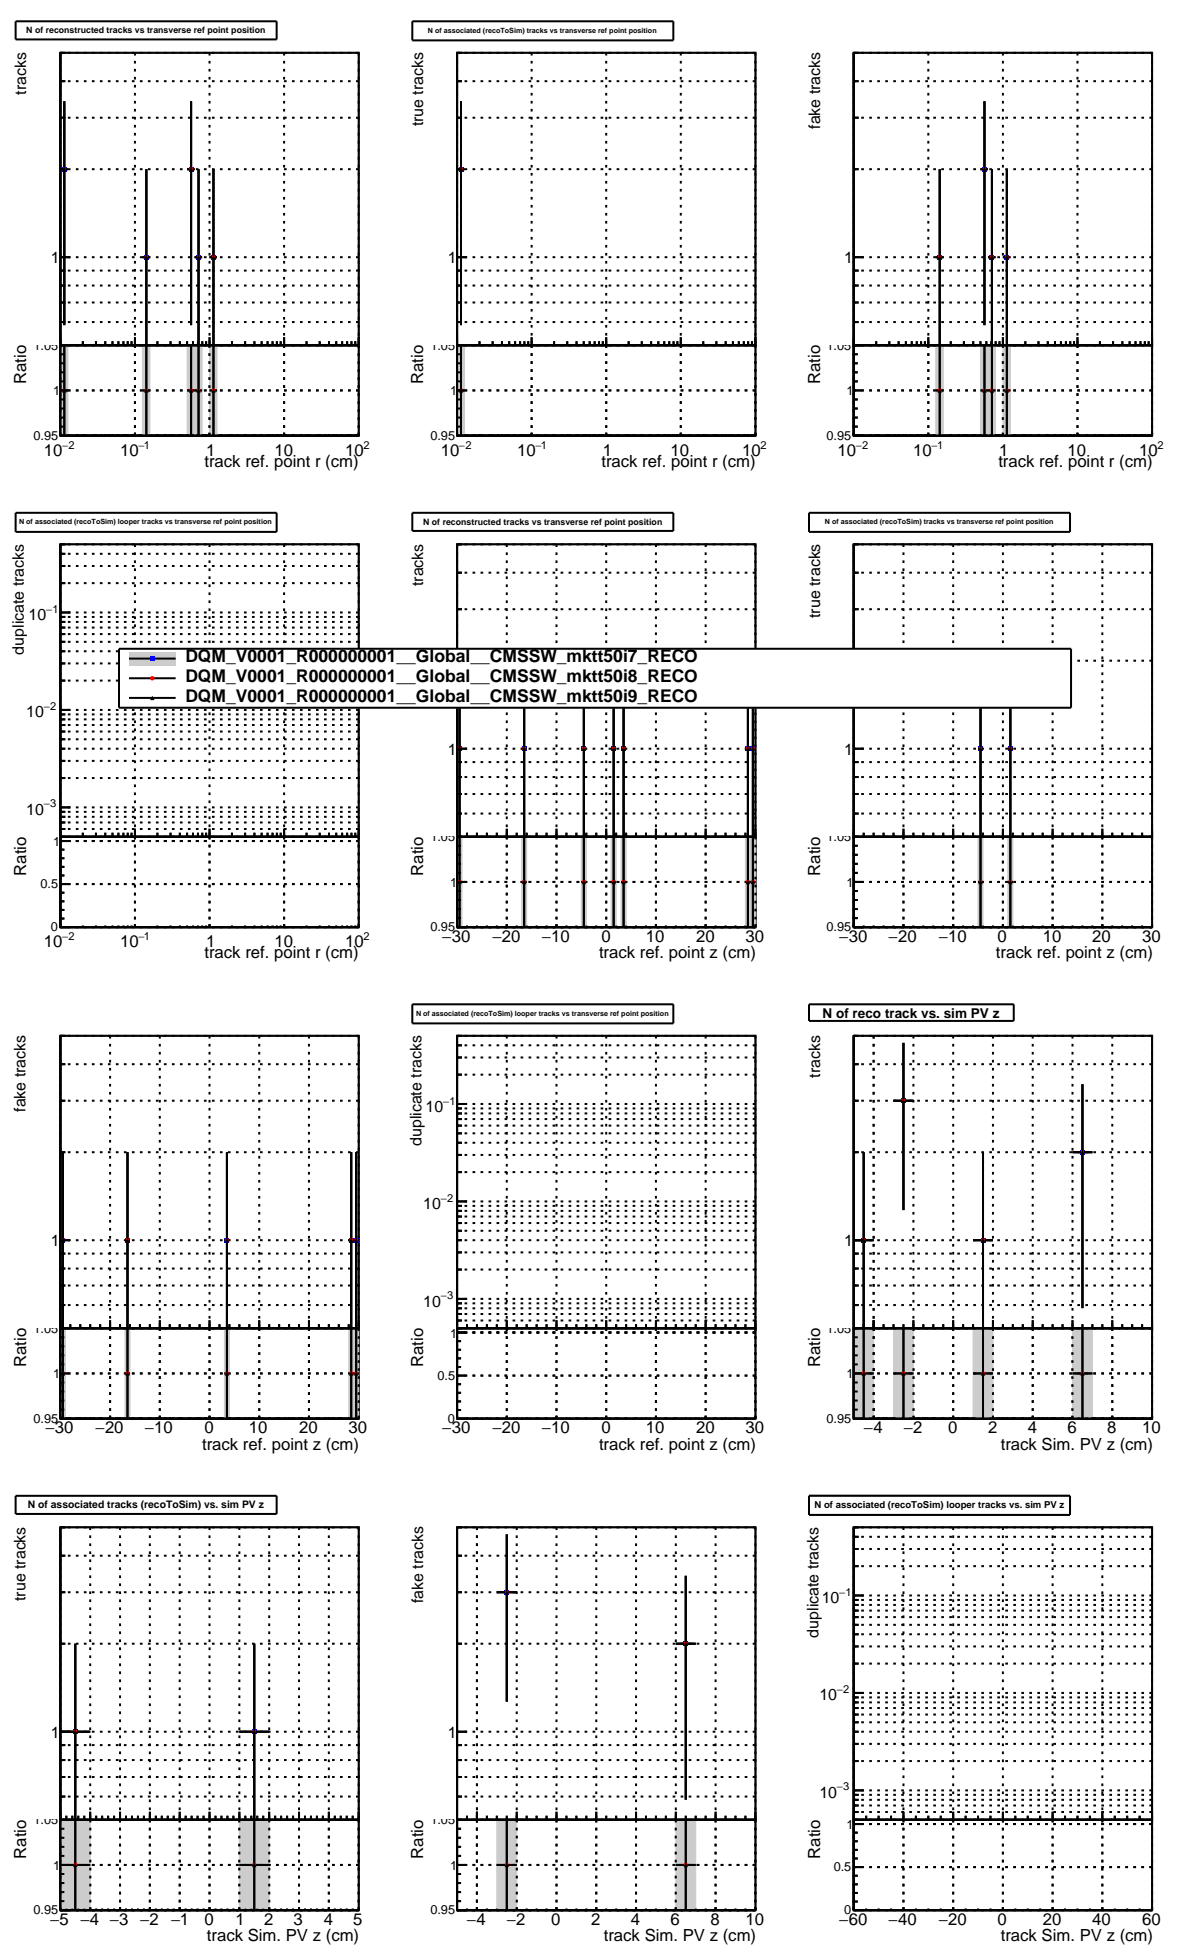 N of reconstructed tracks vs transverse ref point position
N of associated (recoToSim) tracks vs transverse ref point position
tracks
true tracks
fake tracks
1
1
1
Ratio
Ratio
Ratio
1.05
1.05
1.05
1
1
1
0.95
0.95
0.95
10⁻² 10⁻¹ 1 10 10²
10⁻² 10⁻¹ 1 10 10²
10⁻² 10⁻¹ 1 10 10²
track ref. point r (cm)
track ref. point r (cm)
track ref. point r (cm)
N of associated (recoToSim) looper tracks vs transverse ref point position
N of reconstructed tracks vs transverse ref point position
N of associated (recoToSim) tracks vs transverse ref point position
duplicate tracks
tracks
true tracks
10⁻¹
DQM_V0001_R000000001__Global__CMSSW_mktt50i7_RECO
DQM_V0001_R000000001__Global__CMSSW_mktt50i8_RECO
DQM_V0001_R000000001__Global__CMSSW_mktt50i9_RECO
10⁻²
1
1
10⁻³
Ratio
Ratio
Ratio
1
1.05
1.05
0.5
1
1
0
0.95
0.95
10⁻² 10⁻¹ 1 10 10²
−30 −20 −10 0 10 20 30
−30 −20 −10 0 10 20 30
track ref. point r (cm)
track ref. point z (cm)
track ref. point z (cm)
N of associated (recoToSim) looper tracks vs transverse ref point position
N of reco track vs. sim PV z
fake tracks
duplicate tracks
tracks
10⁻¹
10⁻²
1
1
10⁻³
Ratio
Ratio
Ratio
1.05
1
1.05
1
0.5
1
0.95
0
0.95
−30 −20 −10 0 10 20 30
−30 −20 −10 0 10 20 30
−4 −2 0 2 4 6 8 10
track ref. point z (cm)
track ref. point z (cm)
track Sim. PV z (cm)
N of associated tracks (recoToSim) vs. sim PV z
N of associated (recoToSim) looper tracks vs. sim PV z
true tracks
fake tracks
duplicate tracks
10⁻¹
10⁻²
1
1
10⁻³
Ratio
Ratio
Ratio
1.05
1.05
1
1
1
0.5
0.95
0.95
0
−5 −4 −3 −2 −1 0 1 2 3 4 5
−4 −2 0 2 4 6 8 10
−60 −40 −20 0 20 40 60
track Sim. PV z (cm)
track Sim. PV z (cm)
track Sim. PV z (cm)